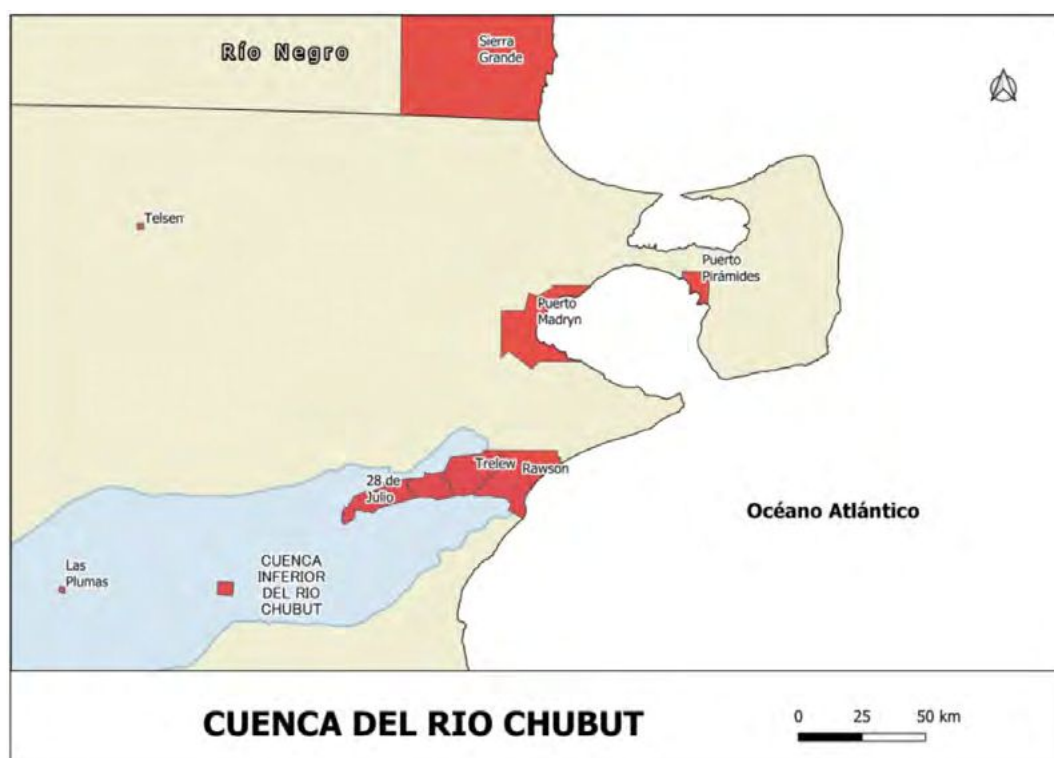 Río Negro
Sierra
Grande
Telsen
Puerto
Pirámides
Puerto
Madryn
Trelew
Rawson
28 de
Julio
Océano Atlántico
Las
Plumas
CUENCA
INFERIOR
DEL RIO
CHUBUT
CUENCA DEL RIO CHUBUT
0 25 50 km